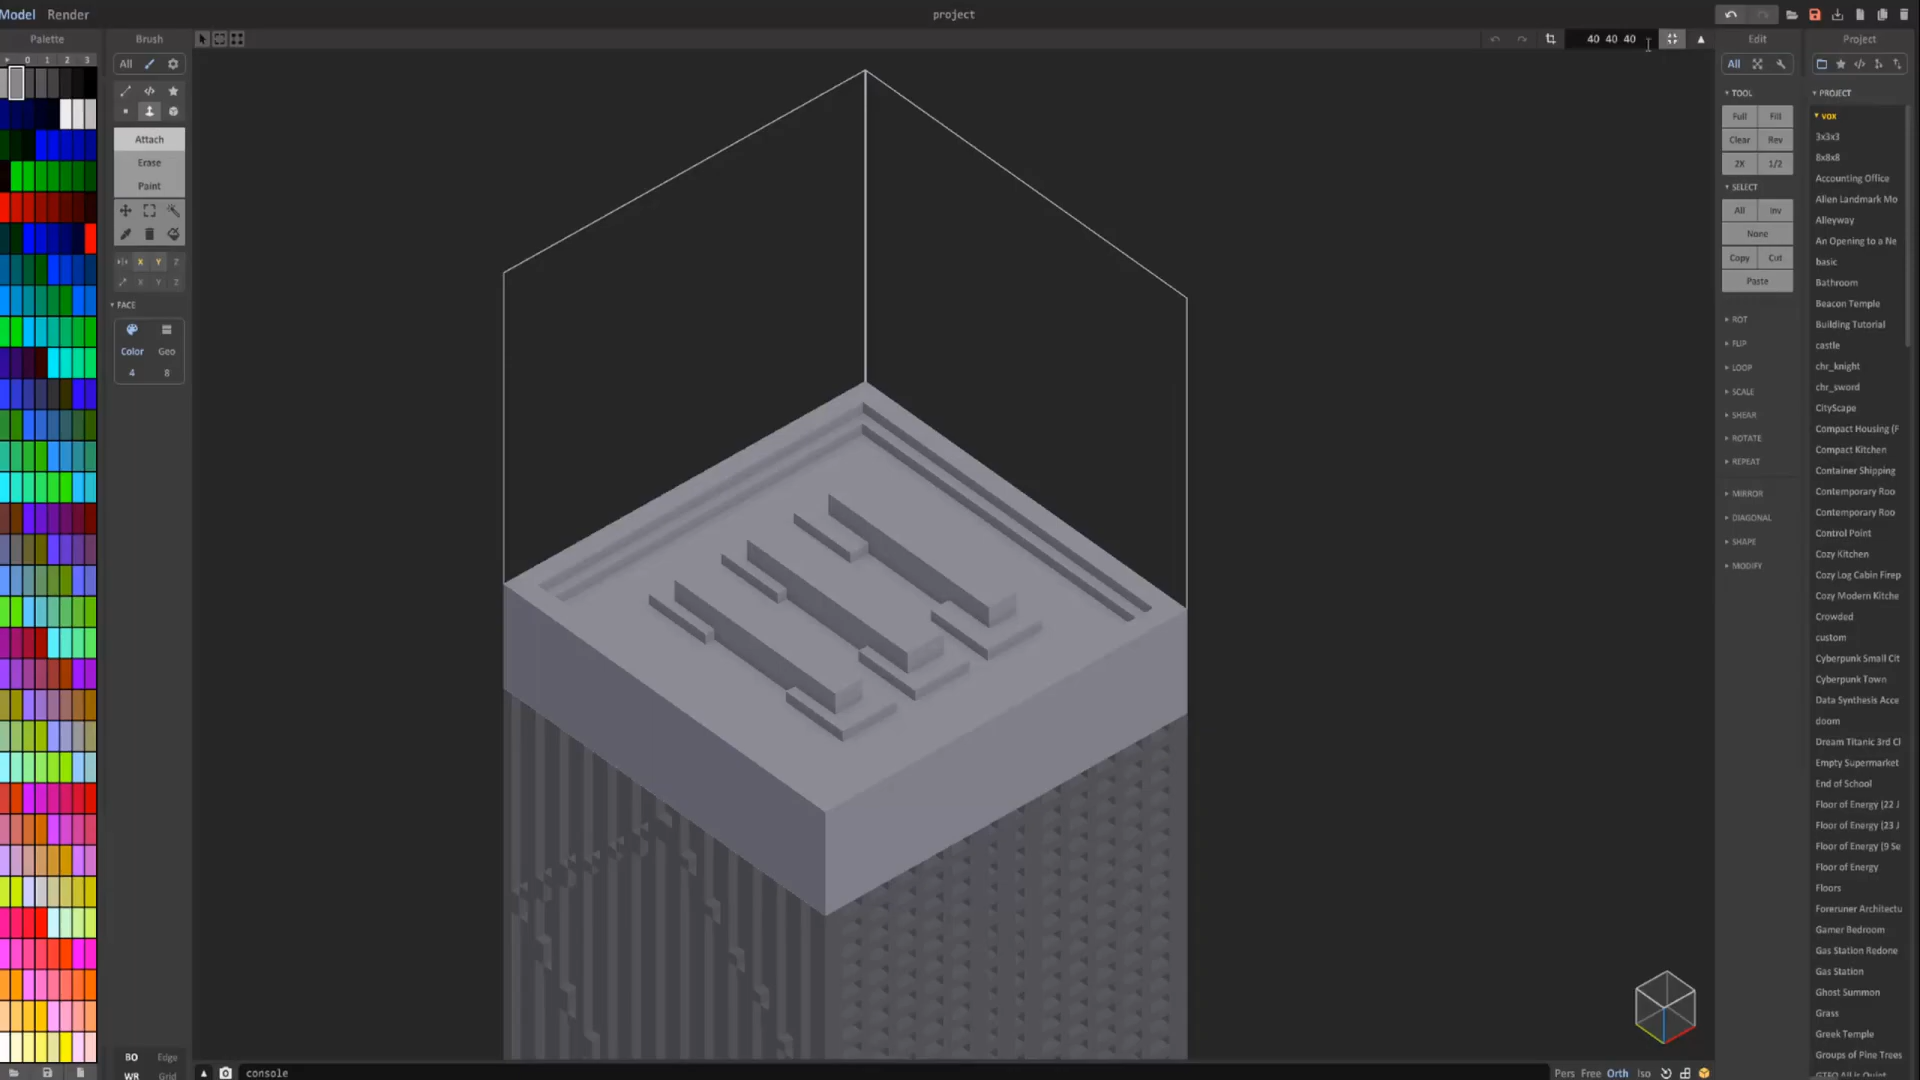 Model Render
project
Palette
Brush
40 40 40
Edit
Project
0 1 2 3
All
All
PROJECT
TOOL
Full Fill
Clear Rev
2X 1/2
SELECT
All Inv
None
Copy Cut
Paste
ROT
FLIP
LOOP
SCALE
SHEAR
ROTATE
REPEAT
MIRROR
DIAGONAL
SHAPE
MODIFY
Attach
Erase
Paint
X Y Z
X Y Z
FACE
Color Geo
4 8
BO Edge
WR Grid
vox
3x3x3
8x8x8
Accounting Office
Alien Landmark Mo
Alleyway
An Opening to a Ne
basic
Bathroom
Beacon Temple
Building Tutorial
castle
chr_knight
chr_sword
CityScape
Compact Housing (F
Compact Kitchen
Container Shipping
Contemporary Roo
Contemporary Roo
Control Point
Cozy Kitchen
Cozy Log Cabin Firep
Cozy Modern Kitche
Crowded
custom
Cyberpunk Small Cit
Cyberpunk Town
Data Synthesis Acce
doom
Dream Titanic 3rd Cl
Empty Supermarket
End of School
Floor of Energy (22 J
Floor of Energy (23 J
Floor of Energy (9 Se
Floor of Energy
Floors
Forerunner Architectu
Gamer Bedroom
Gas Station Redone
Gas Station
Ghost Summon
Grass
Greek Temple
Groups of Pine Trees
console
Pers Free Orth Iso